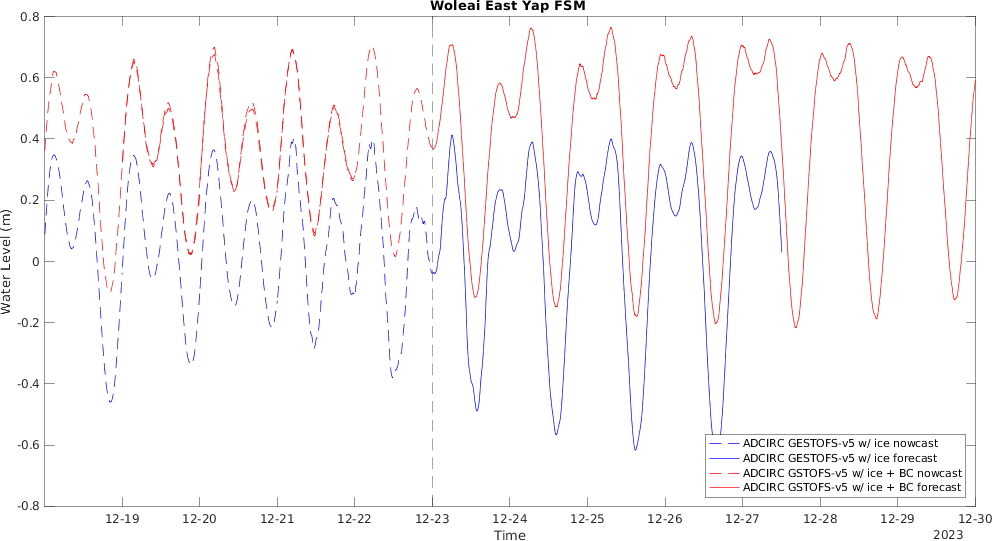 Woleai East Yap FSM
Water Level (m)
0.8
0.6
0.4
0.2
0
-0.2
-0.4
-0.6
-0.8
ADCIRC GESTOFS-v5 w/ ice nowcast
ADCIRC GESTOFS-v5 w/ ice forecast
ADCIRC GSTOFS-v5 w/ ice + BC nowcast
ADCIRC GSTOFS-v5 w/ ice + BC forecast
12-19 12-20 12-21 12-22 12-23 12-24 12-25 12-26 12-27 12-28 12-29 12-30
Time
2023